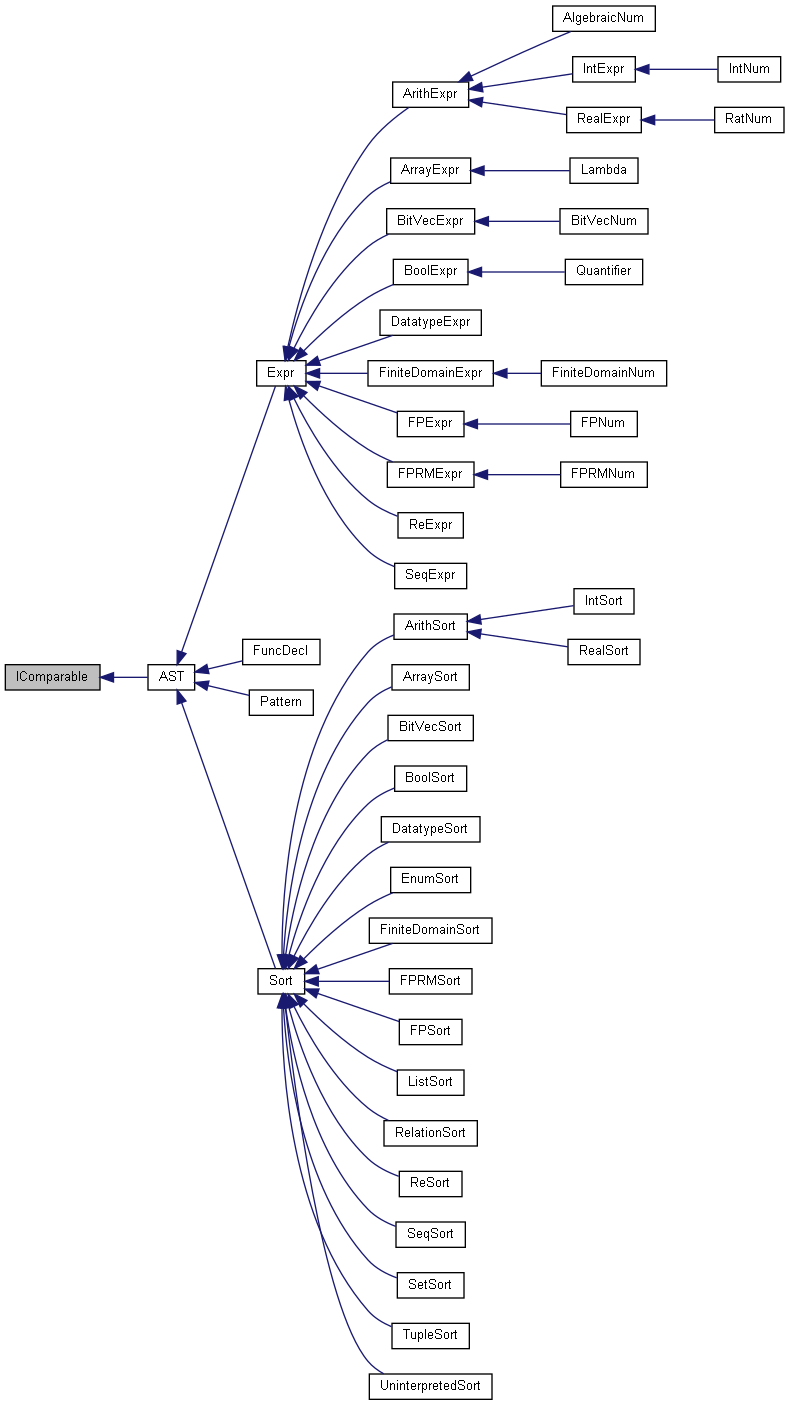 AlgebraicNum
IntExpr
IntNum
ArithExpr
RealExpr
RatNum
ArrayExpr
Lambda
BitVecExpr
BitVecNum
BoolExpr
Quantifier
DatatypeExpr
Expr
FiniteDomainExpr
FiniteDomainNum
FPExpr
FPNum
FPRMExpr
FPRMNum
ReExpr
SeqExpr
IntSort
ArithSort
RealSort
FuncDecl
IComparable
AST
ArraySort
Pattern
BitVecSort
BoolSort
DatatypeSort
EnumSort
FiniteDomainSort
Sort
FPRMSort
FPSort
ListSort
RelationSort
ReSort
SeqSort
SetSort
TupleSort
UninterpretedSort